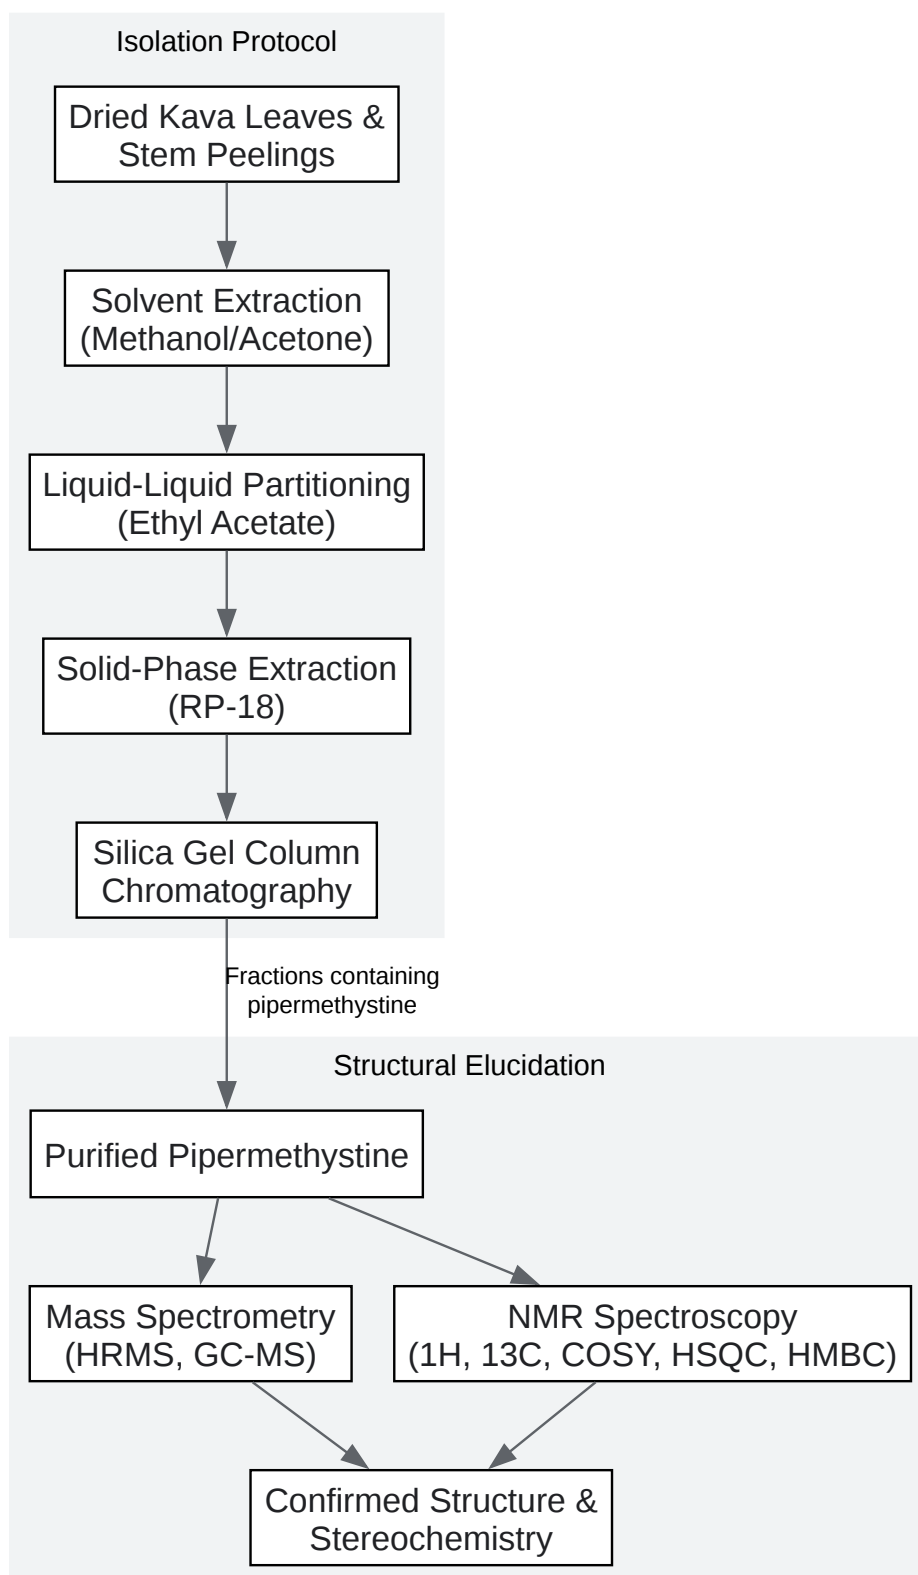 Isolation Protocol
Dried Kava Leaves &
Stem Peelings
Solvent Extraction
(Methanol/Acetone)
Liquid-Liquid Partitioning
(Ethyl Acetate)
Solid-Phase Extraction
(RP-18)
Silica Gel Column
Chromatography
Fractions containing
pipermethystine
Structural Elucidation
Purified Pipermethystine
Mass Spectrometry
(HRMS, GC-MS)
NMR Spectroscopy
(1H, 13C, COSY, HSQC, HMBC)
Confirmed Structure &
Stereochemistry